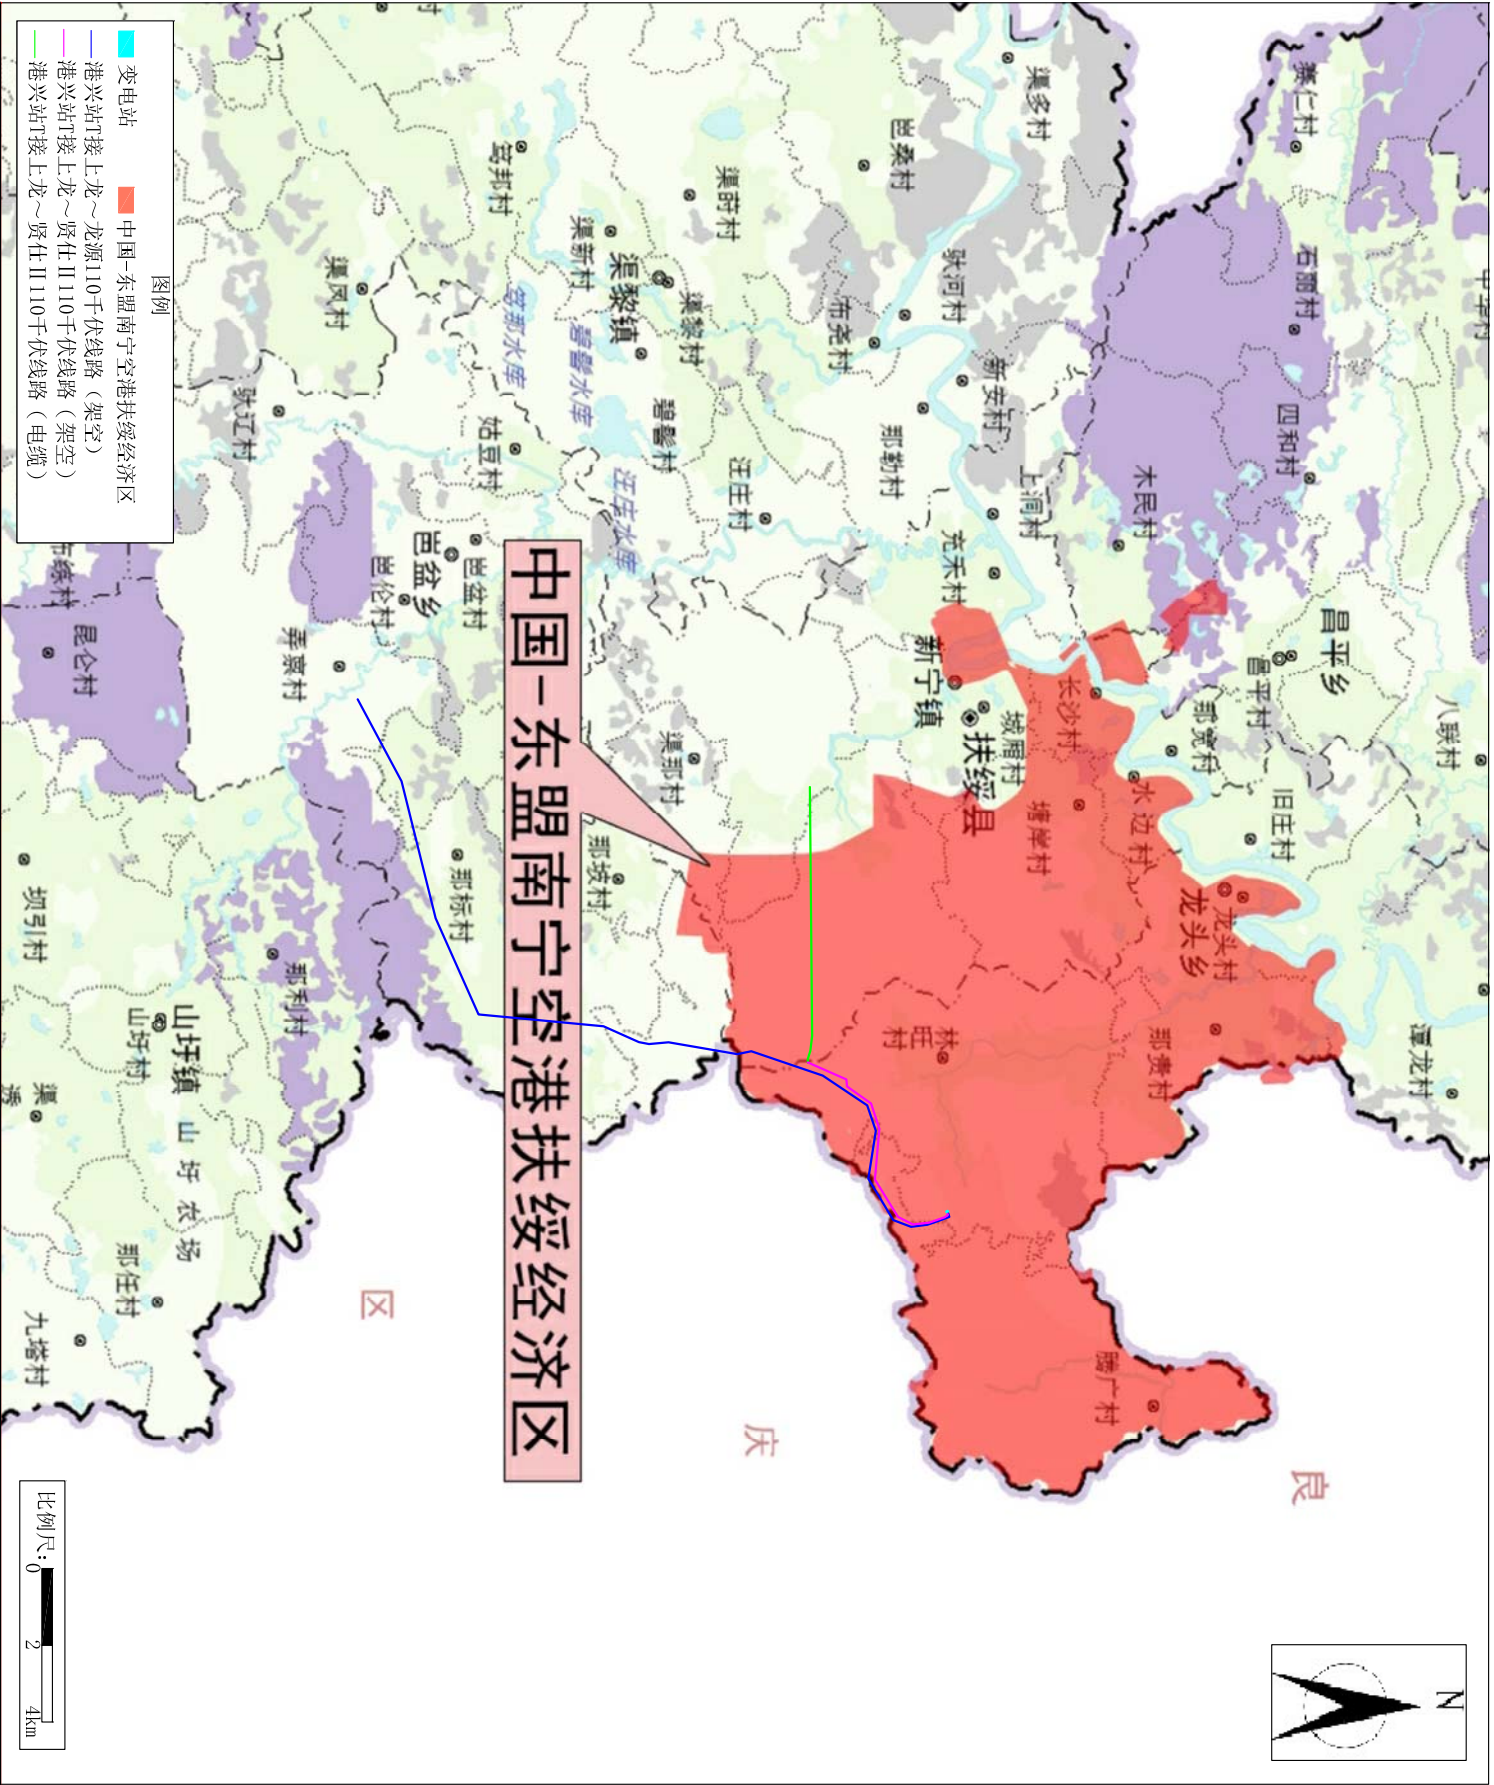 赛仁村
渠多村
岜桑村
渠莳村
笃邦村
渠新村
渠黎镇
渠黎村
驮河村
石丽村
布尧村
新安村
渠凤村
笃那水库
碧髻水库
碧髻村
驮辽村
姑豆村
汪庄村
汪庄水库
那勒村
上洞村
木民村
四和村
充禾村
岜盆乡
岜盆村
岜伦村
弄寡村
昆仑村
昌平乡
昌平村
八联村
新宁镇
扶绥县
城厢村
长沙村
那宽村
旧庄村
水边村
塘岸村
渠那村
那坡村
那标村
坝引村
龙头乡
龙头村
那贵村
林旺村
谭龙村
那利村
山圩镇
山圩村
山圩农场
渠透
那任村
九塔村
腾广村
良
庆
区
中国-东盟南宁空港扶绥经济区
图例
变电站
中国-东盟南宁空港扶绥经济区
港兴站T接上龙～龙源110千伏线路（架空）
港兴站T接上龙～贤仕Ⅱ110千伏线路（架空）
港兴站T接上龙～贤仕Ⅱ110千伏线路（电缆）
比例尺：
0 2 4km
N